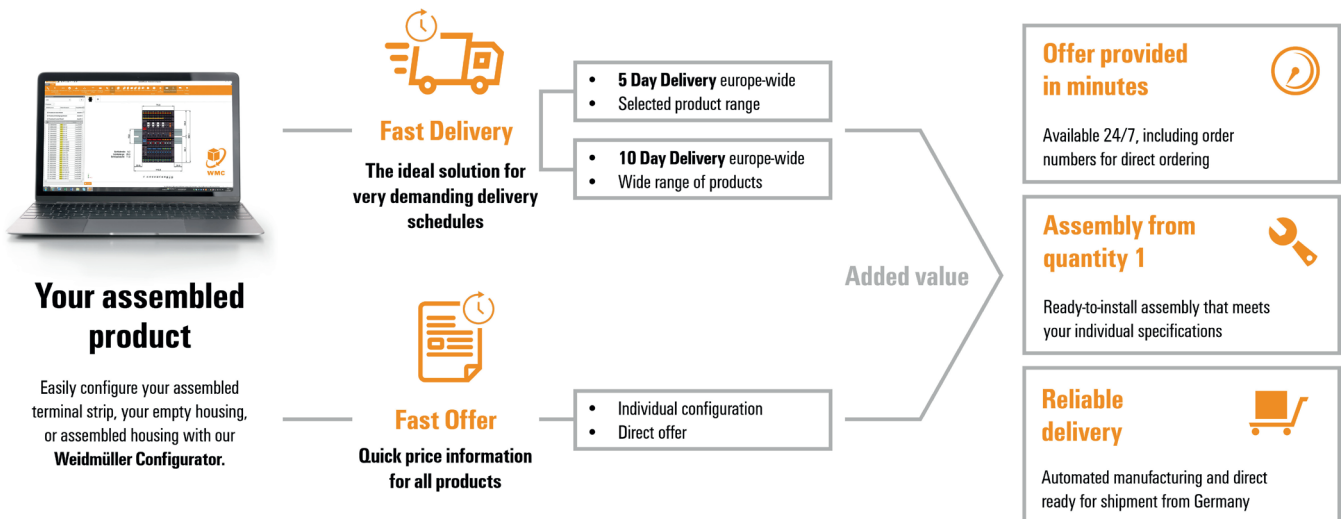 WMC
Your assembled
product
Easily configure your assembled
terminal strip, your empty housing,
or assembled housing with our
Weidmüller Configurator.
Fast Delivery
The ideal solution for
very demanding delivery
schedules
• 5 Day Delivery europe-wide
• Selected product range
• 10 Day Delivery europe-wide
• Wide range of products
Fast Offer
Quick price information
for all products
• Individual configuration
• Direct offer
Added value
Offer provided
in minutes
Available 24/7, including order
numbers for direct ordering
Assembly from
quantity 1
Ready-to-install assembly that meets
your individual specifications
Reliable
delivery
Automated manufacturing and direct
ready for shipment from Germany